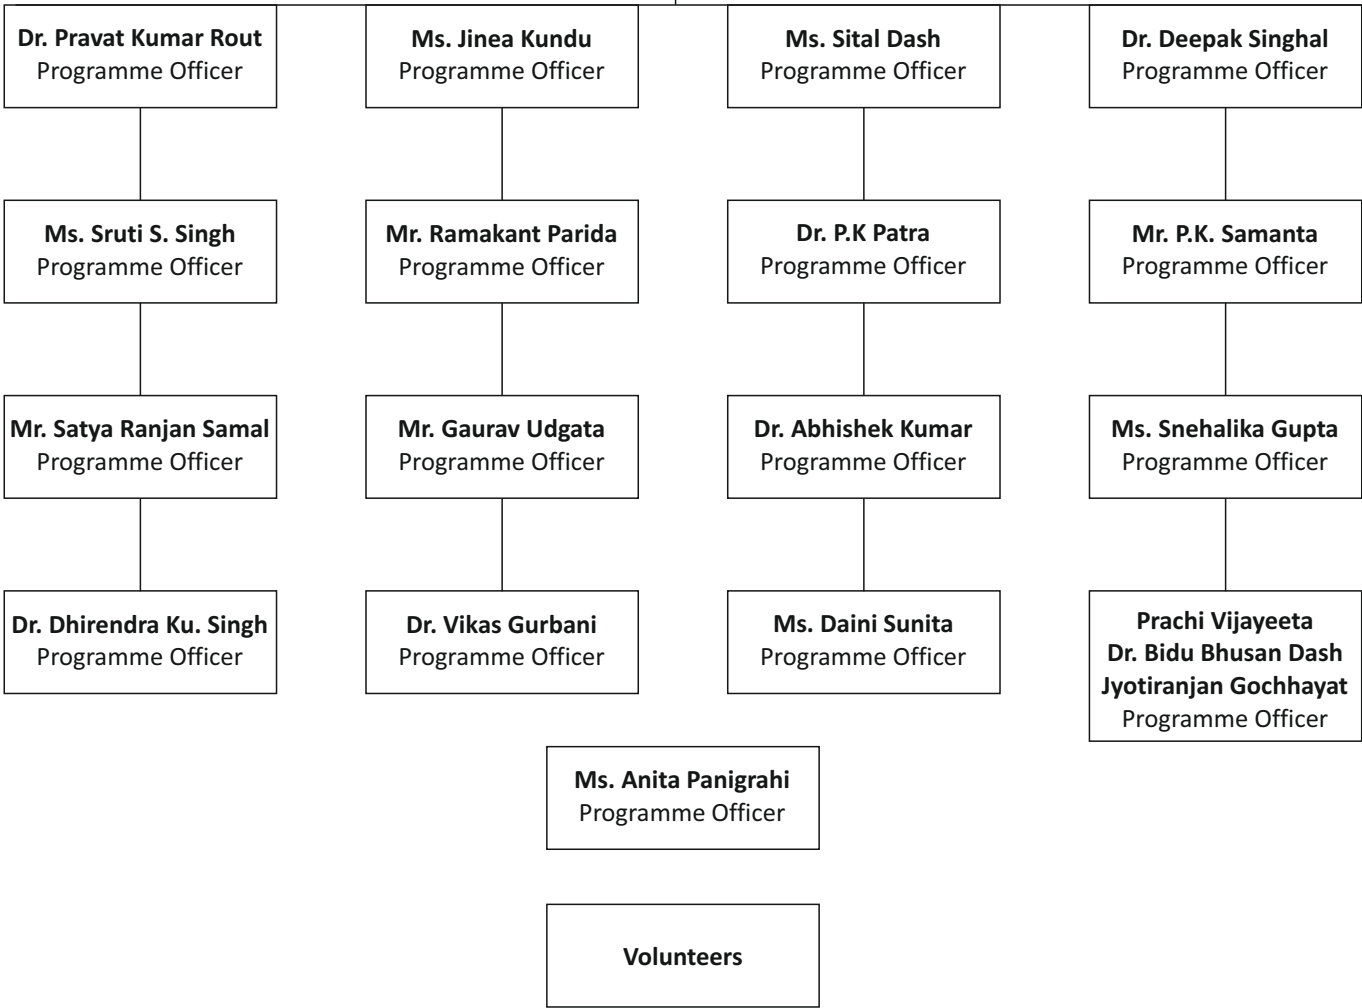 Dr. Pravat Kumar Rout
Programme Officer
Ms. Jinea Kundu
Programme Officer
Ms. Sital Dash
Programme Officer
Dr. Deepak Singhal
Programme Officer
Ms. Sruti S. Singh
Programme Officer
Mr. Ramakant Parida
Programme Officer
Dr. P.K Patra
Programme Officer
Mr. P.K. Samanta
Programme Officer
Mr. Satya Ranjan Samal
Programme Officer
Mr. Gaurav Udgata
Programme Officer
Dr. Abhishek Kumar
Programme Officer
Ms. Snehalika Gupta
Programme Officer
Dr. Dhirendra Ku. Singh
Programme Officer
Dr. Vikas Gurbani
Programme Officer
Ms. Daini Sunita
Programme Officer
Prachi Vijayeeta
Dr. Bidu Bhusan Dash
Jyotiranjan Gochhayat
Programme Officer
Ms. Anita Panigrahi
Programme Officer
Volunteers